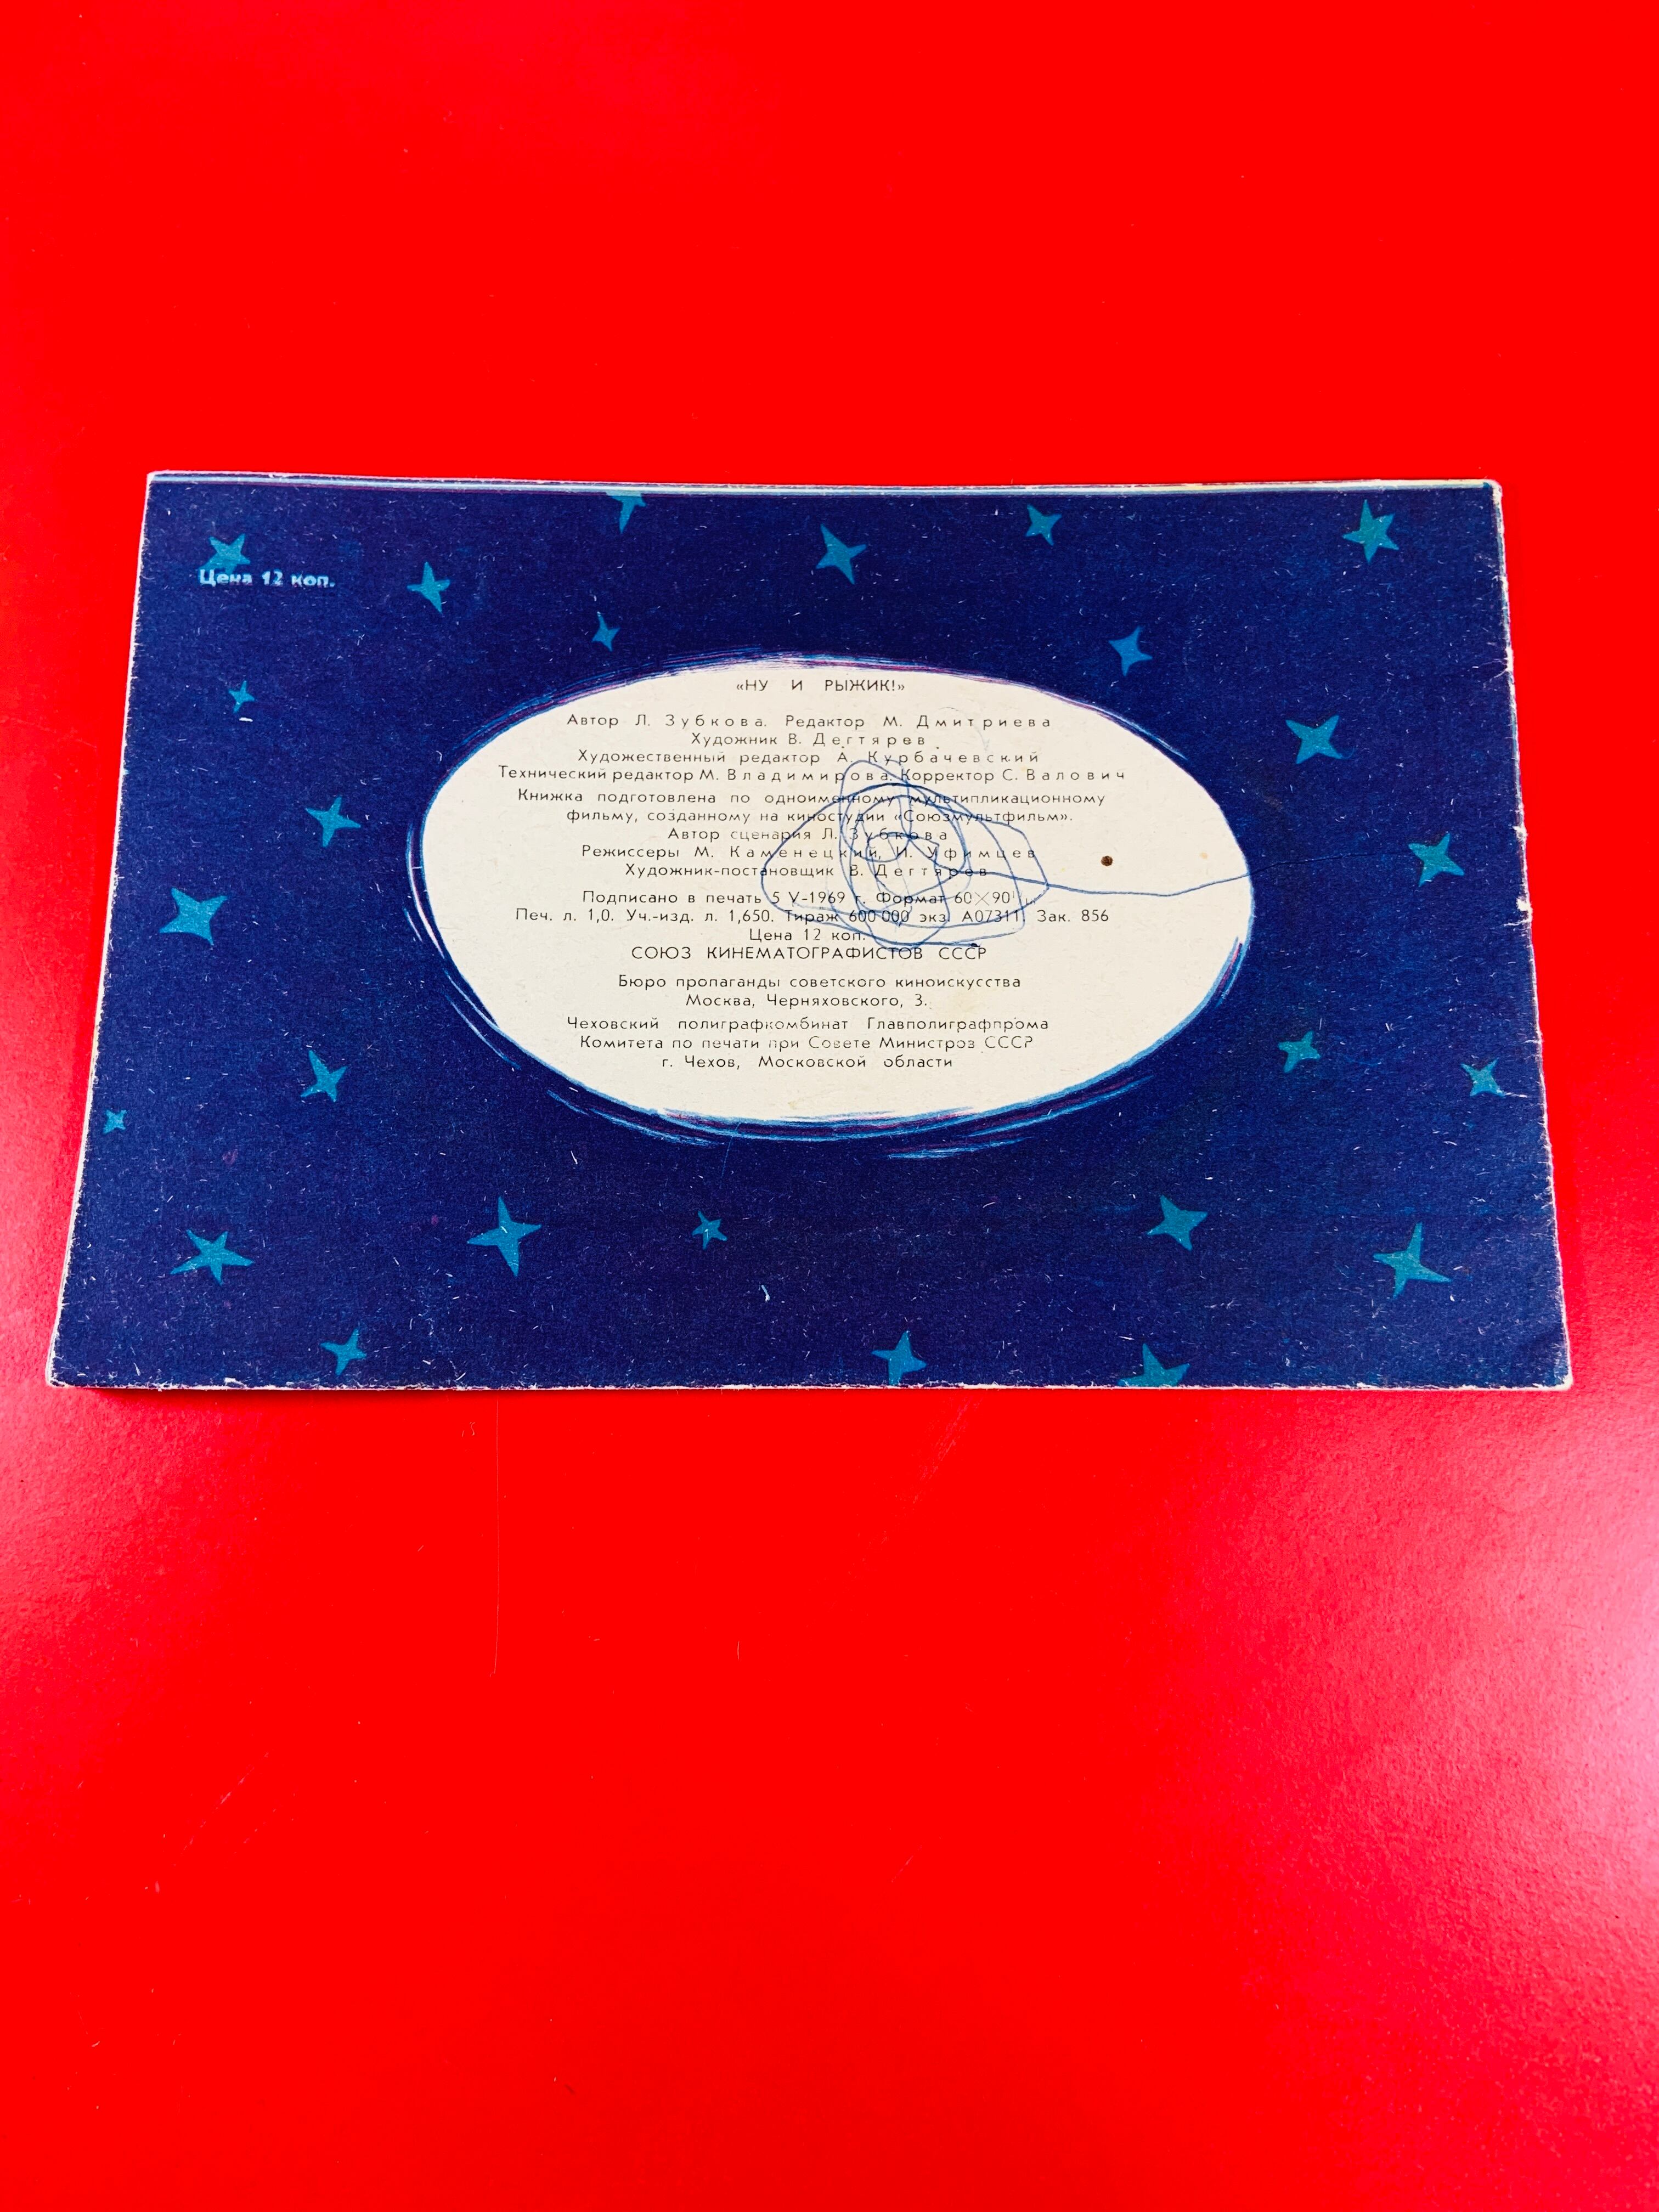 Цена 12 коп.
«НУ И РЫЖИК!»
Автор Л. Зубкова. Редактор М. Дмитриева
Художник В. Дегтярев
Художественный редактор А. Курбачевский
Технический редактор М. Владимирова. Корректор С. Валович
Книжка подготовлена по одноименному мультипликационному
фильму, созданному на киностудии «Союзмультфильм».
Автор сценария Л. Зубкова
Режиссеры М. Каменецкий, И. Уфимцев
Художник-постановщик В. Дегтярев
Подписано в печать 5 V-1969 г. Формат 60×90
Печ. л. 1,0. Уч.-изд. л. 1,650. Тираж 600 000 экз. А07311. Зак. 856
Цена 12 коп.
СОЮЗ КИНЕМАТОГРАФИСТОВ СССР
Бюро пропаганды советского киноискусства
Москва, Черняховского, 3.
Чеховский полиграфкомбинат Главполиграфпрома
Комитета по печати при Совете Министров СССР
г. Чехов, Московской области